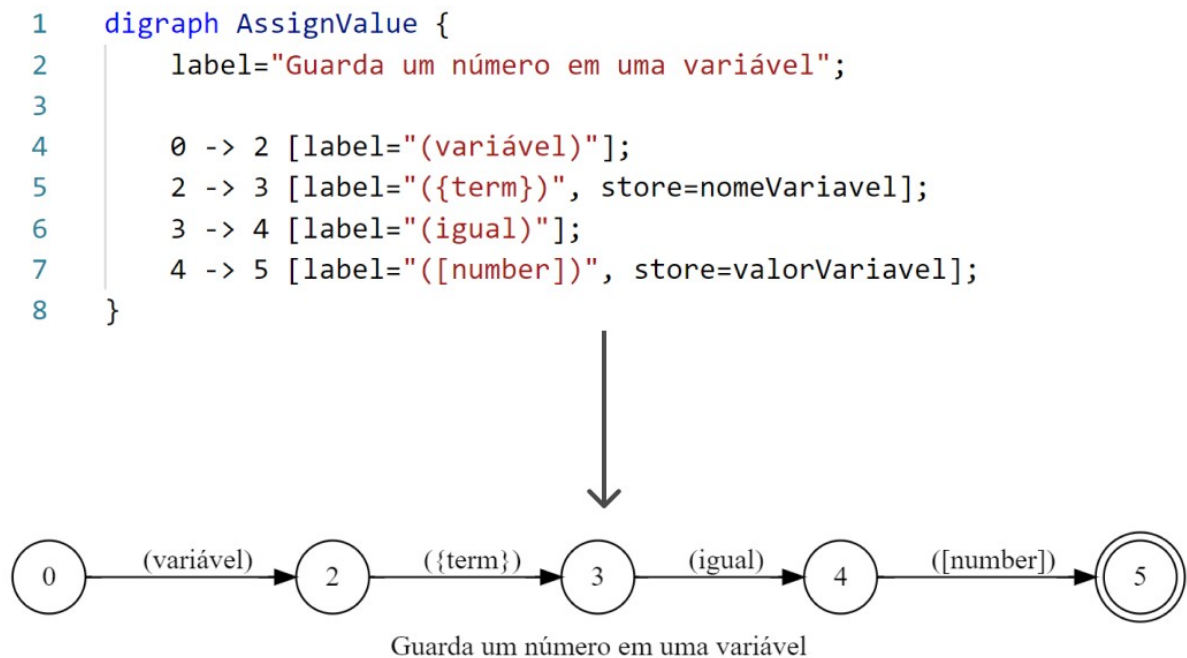 1 digraph AssignValue {
2 label="Guarda um número em uma variável";
3
4 0 -> 2 [label="(variável)"];
5 2 -> 3 [label="({term})", store=nomeVariavel];
6 3 -> 4 [label="(igual)"];
7 4 -> 5 [label="([number])", store=valorVariavel];
8 }
0 (variável) 2 ({term}) 3 (igual) 4 ([number]) 5
Guarda um número em uma variável